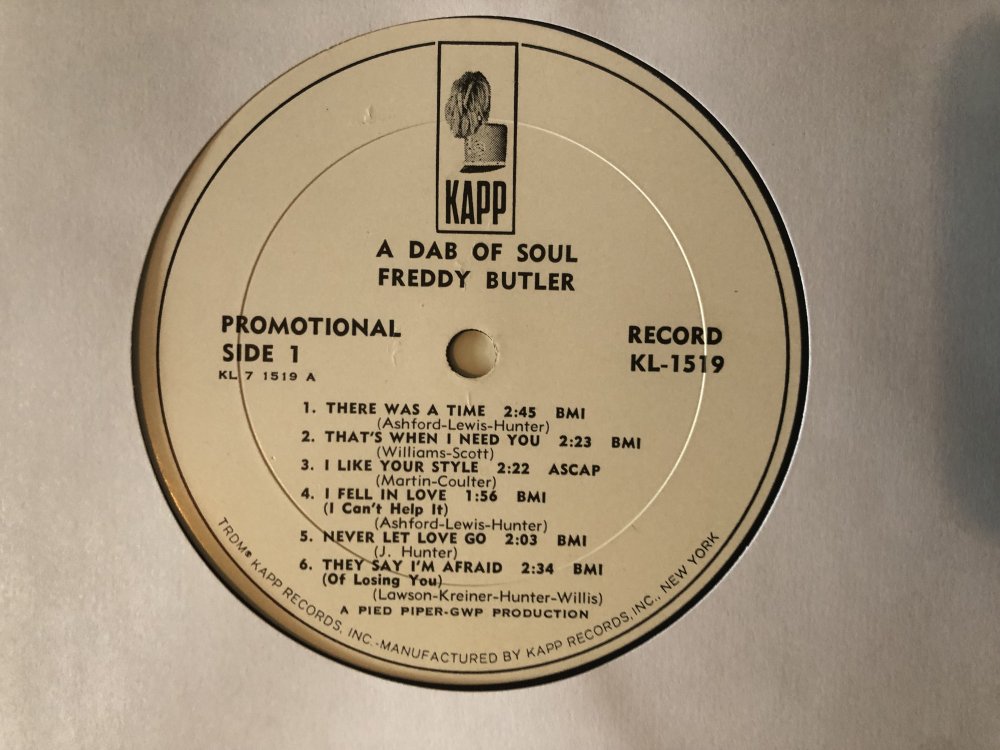 KAPP
A DAB OF SOUL
FREDDY BUTLER
PROMOTIONAL
SIDE 1
KL 7 1519 A
RECORD
KL-1519
1. THERE WAS A TIME 2:45 BMI
(Ashford-Lewis-Hunter)
2. THAT'S WHEN I NEED YOU 2:23 BMI
(Williams-Scott)
3. I LIKE YOUR STYLE 2:22 ASCAP
(Martin-Coulter)
4. I FELL IN LOVE 1:56 BMI
(I Can't Help It)
(Ashford-Lewis-Hunter)
5. NEVER LET LOVE GO 2:03 BMI
(J. Hunter)
6. THEY SAY I'M AFRAID 2:34 BMI
(Of Losing You)
(Lawson-Kreiner-Hunter-Willis)
A PIED PIPER-GWP PRODUCTION
TRDM® KAPP RECORDS, INC.-MANUFACTURED BY KAPP RECORDS, INC., NEW YORK